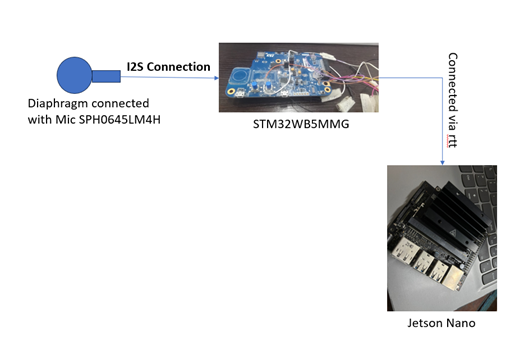 I2S Connection
Diaphragm connected
with Mic SPH0645LM4H
STM32WB5MMG
Connected via rtt
Jetson Nano